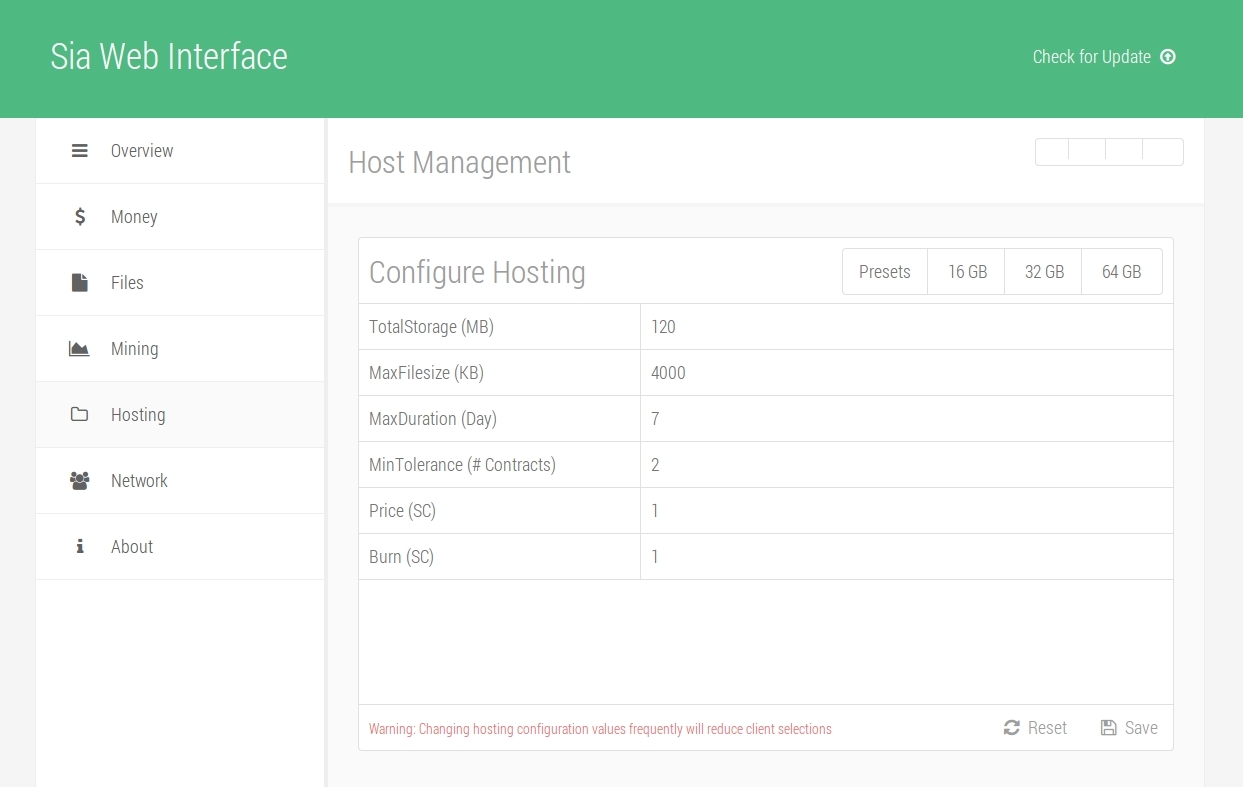 Sia Web Interface
Check for Update
Overview
Money
Files
Mining
Hosting
Network
About
Host Management
Configure Hosting
Presets 16 GB 32 GB 64 GB
TotalStorage (MB) 120
MaxFilesize (KB) 4000
MaxDuration (Day) 7
MinTolerance (# Contracts) 2
Price (SC) 1
Burn (SC) 1
Warning: Changing hosting configuration values frequently will reduce client selections
Reset Save